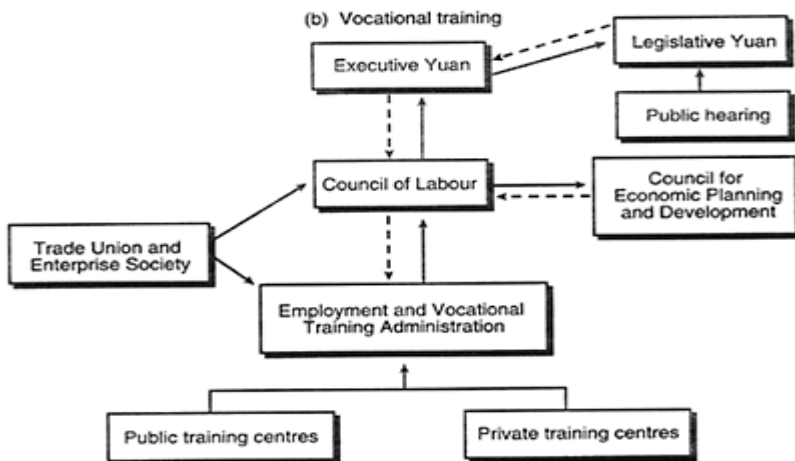 (b) Vocational training
Executive Yuan
Legislative Yuan
Public hearing
Council of Labour
Council for
Economic Planning
and Development
Trade Union and
Enterprise Society
Employment and Vocational
Training Administration
Public training centres
Private training centres